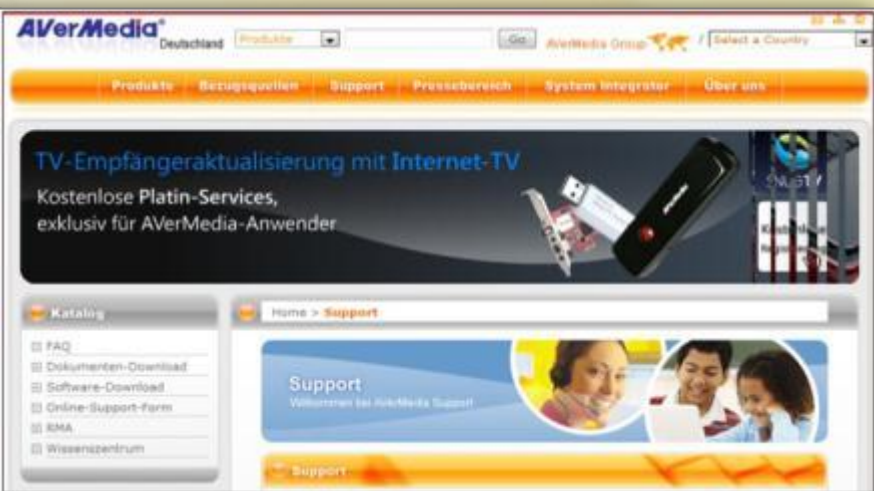 AVerMedia®
Deutschland Produkte Go AVerMedia Group / Select a Country
Produkte Bezugsquellen Support Pressebereich System Integrator Über uns
TV-Empfängeraktualisierung mit Internet-TV
Kostenlose Platin-Services,
exklusiv für AVerMedia-Anwender
AVerMedia
Katalog
Home > Support
FAQ
Dokumenten-Download
Software-Download
Online-Support-Form
RMA
Wissenszentrum
Support
Willkommen bei AVerMedia Support
Support